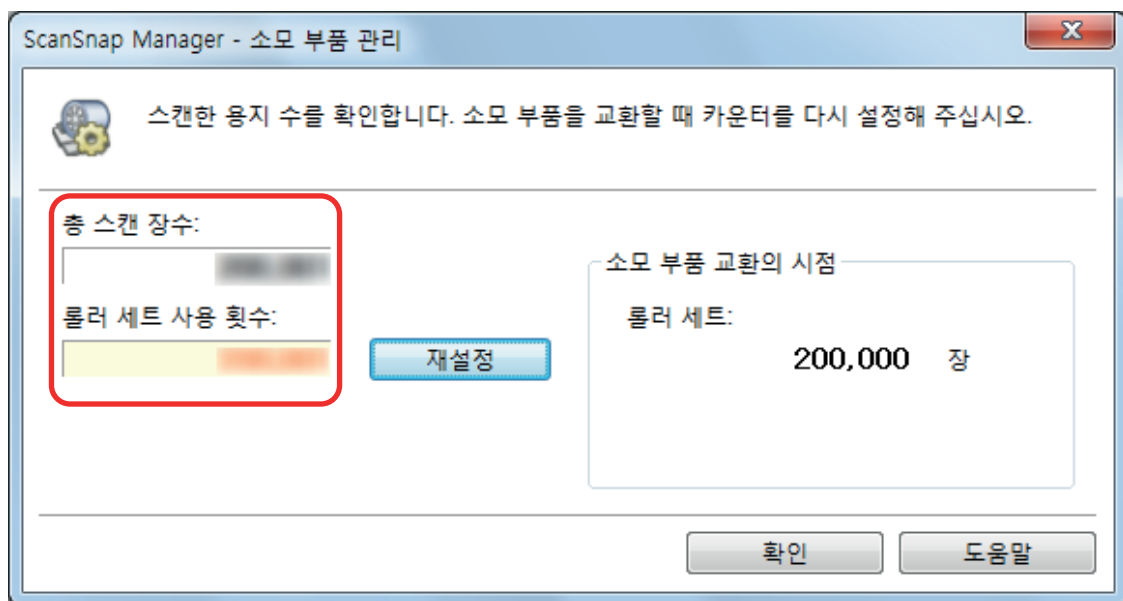 ScanSnap Manager - 소모 부품 관리
스캔한 용지 수를 확인합니다. 소모 부품을 교환할 때 카운터를 다시 설정해 주십시오.
총 스캔 장수:
롤러 세트 사용 횟수:
재설정
소모 부품 교환의 시점
롤러 세트:
200,000 장
확인
도움말